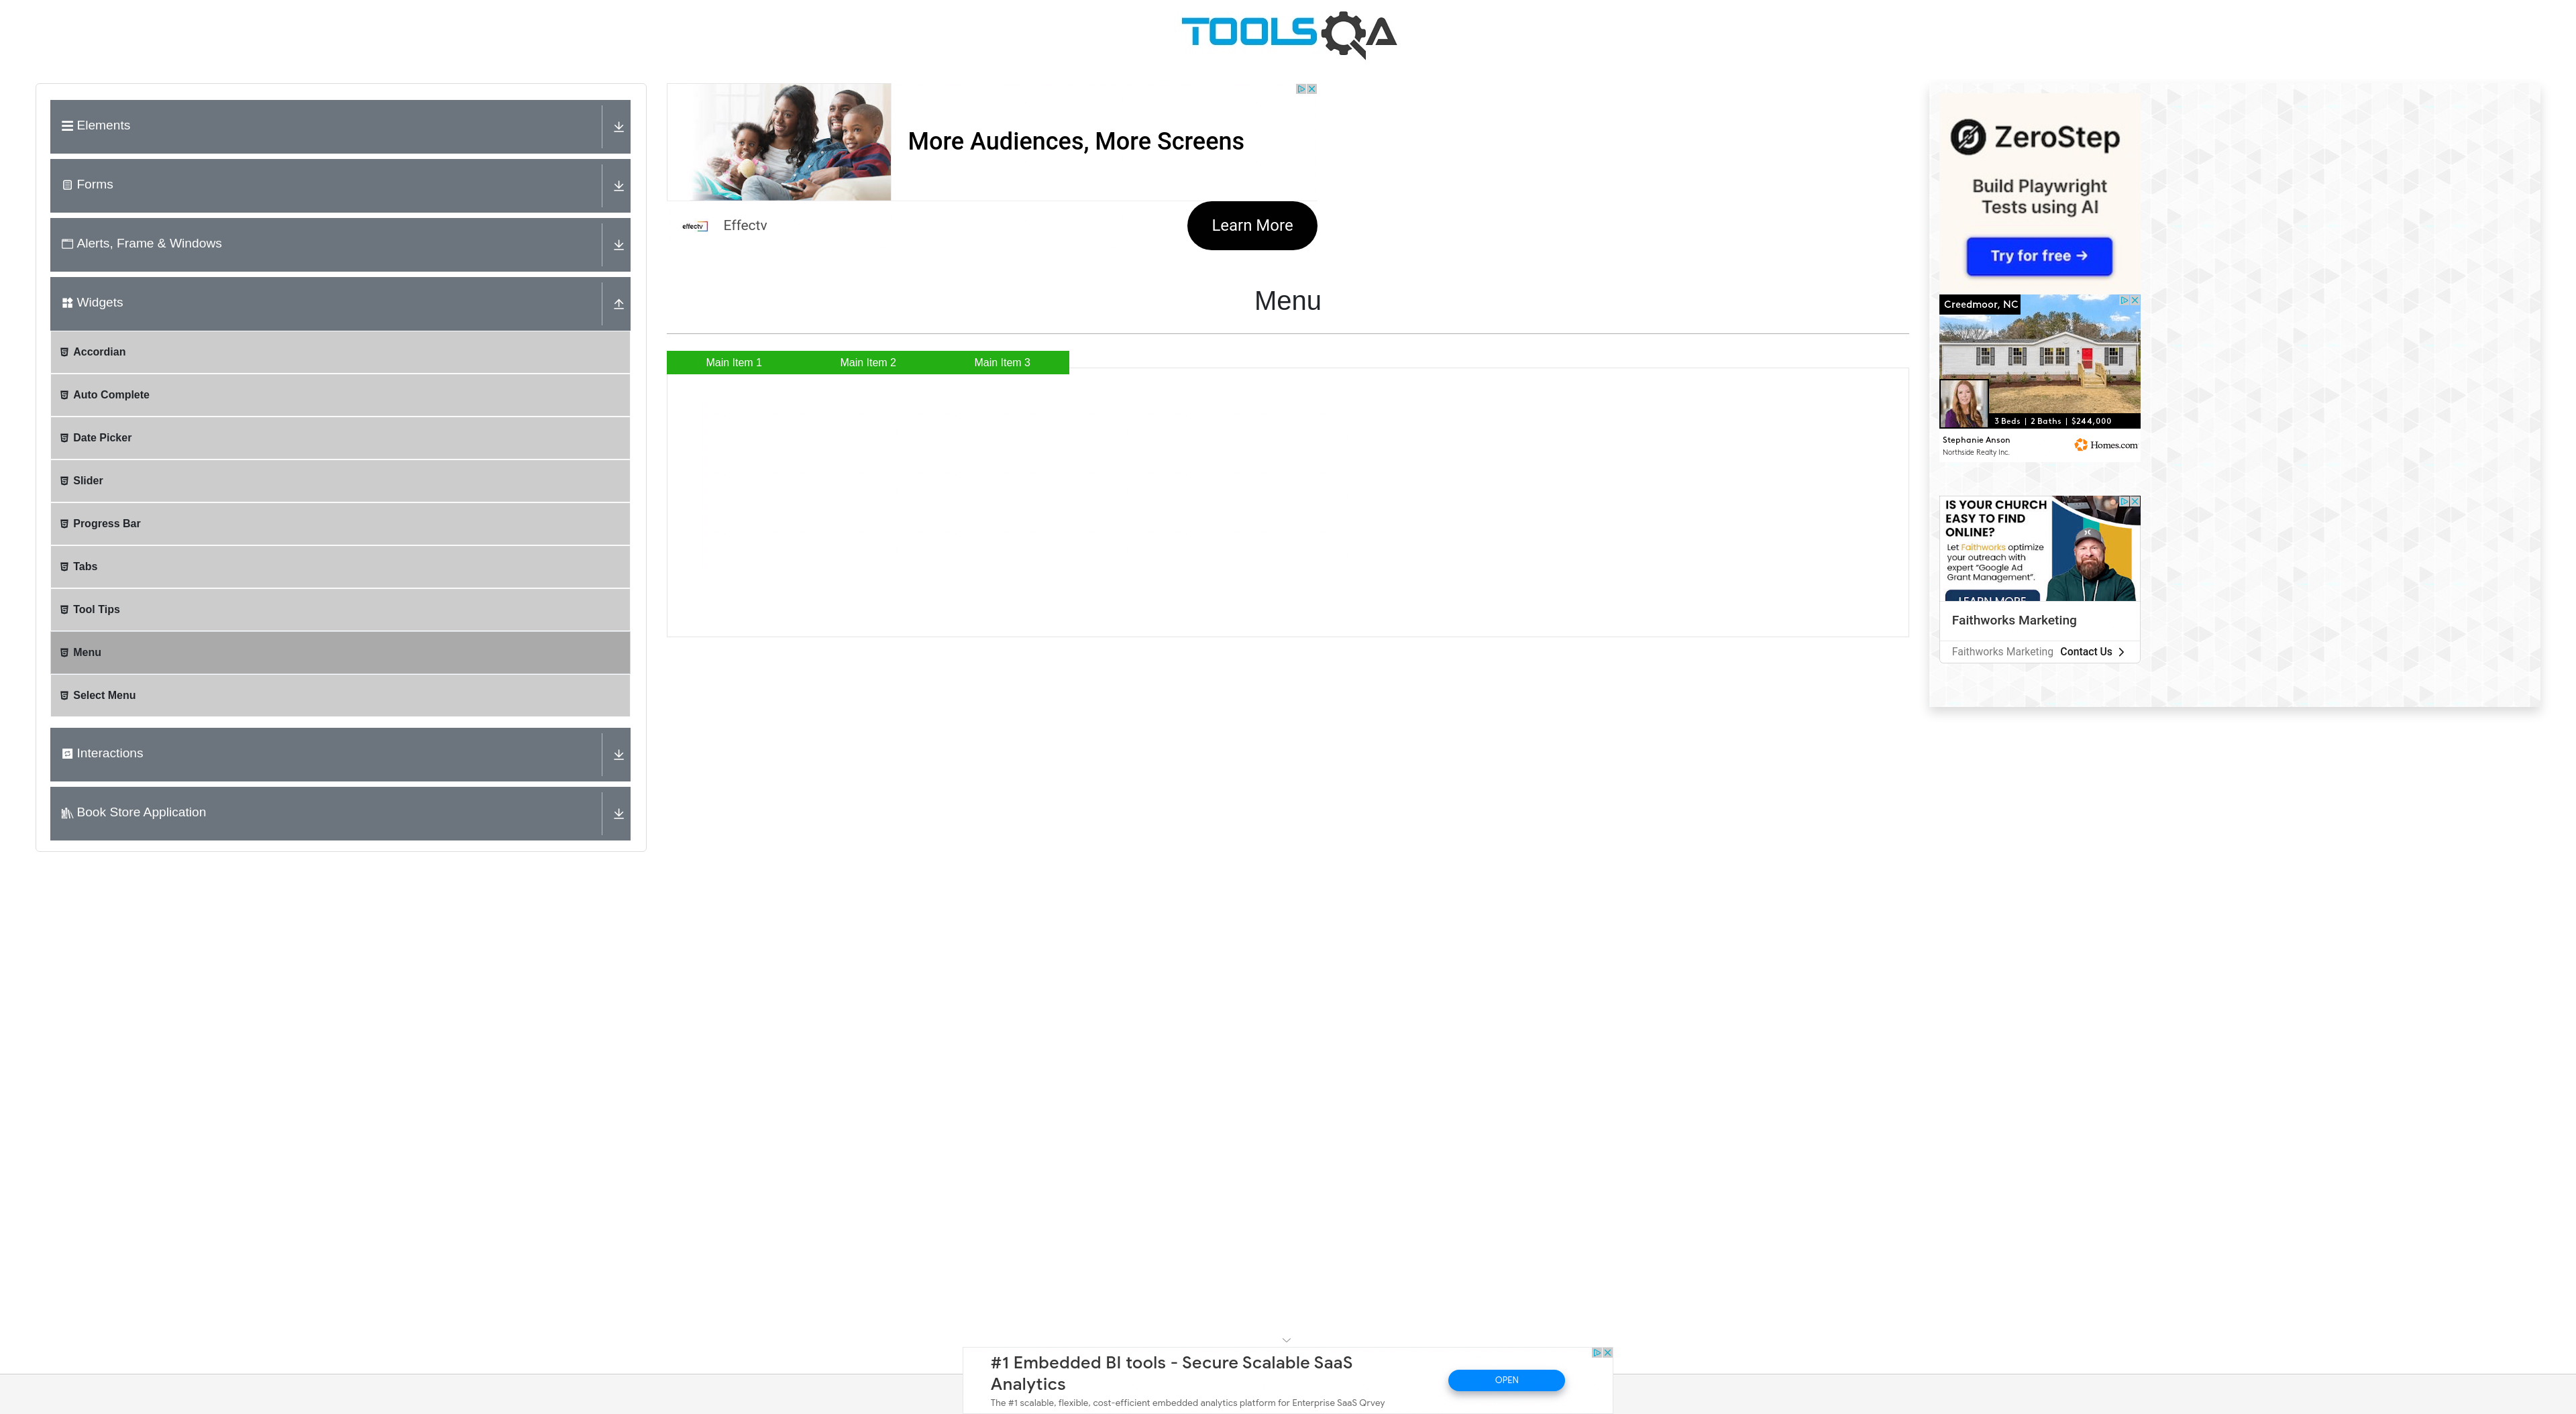 TOOLSQA
Elements
Forms
Alerts, Frame & Windows
Widgets
Accordian
Auto Complete
Date Picker
Slider
Progress Bar
Tabs
Tool Tips
Menu
Select Menu
Interactions
Book Store Application
More Audiences, More Screens
effectv
Effectv
Learn More
Menu
Main Item 1
Main Item 2
Main Item 3
ZeroStep
Build Playwright
Tests using AI
Try for free →
Creedmoor, NC
3 Beds | 2 Baths | $244,000
Stephanie Anson
Northside Realty Inc.
Homes.com
IS YOUR CHURCH
EASY TO FIND
ONLINE?
Let Faithworks optimize
your outreach with
expert “Google Ad
Grant Management”.
LEARN MORE
Faithworks Marketing
Faithworks Marketing Contact Us
#1 Embedded BI tools - Secure Scalable SaaS
Analytics
The #1 scalable, flexible, cost-efficient embedded analytics platform for Enterprise SaaS Qrvey
OPEN